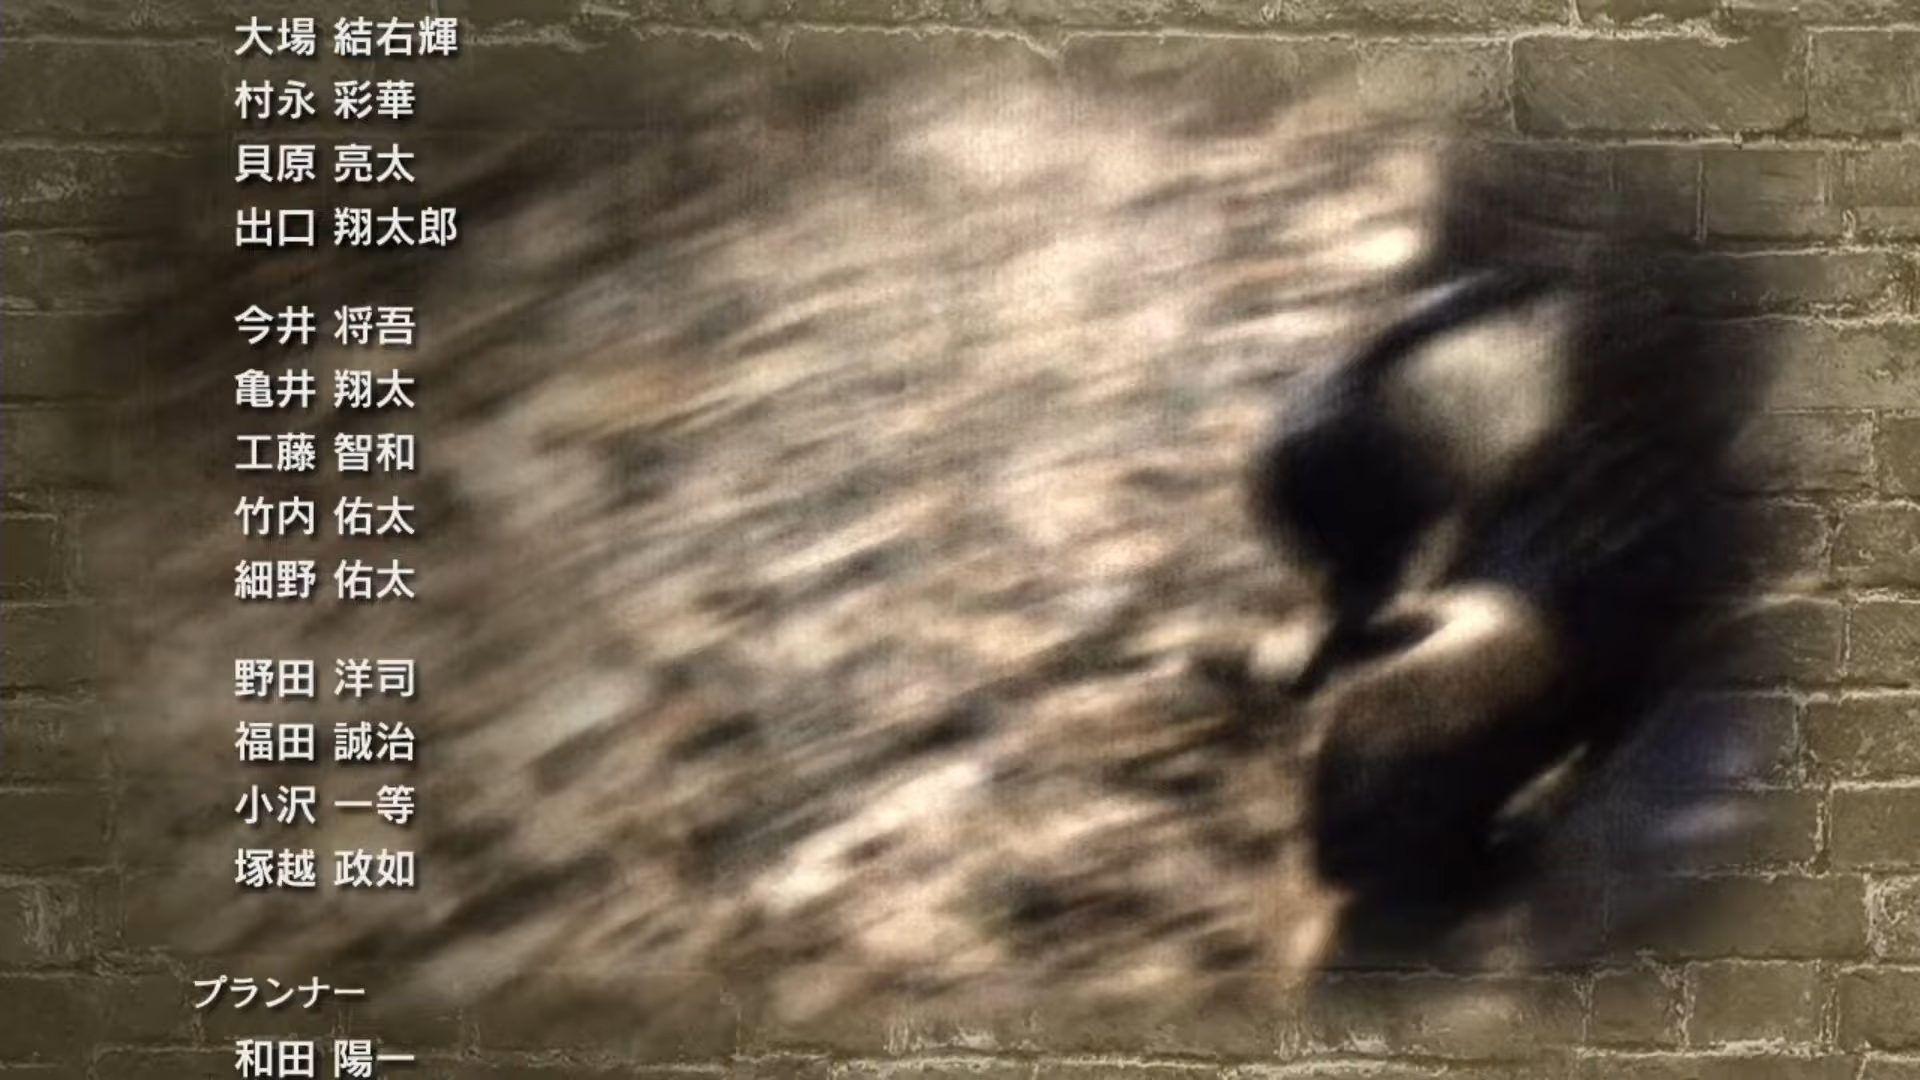 大場 結右輝
村永 彩華
貝原 亮太
出口 翔太郎
今井 将吾
亀井 翔太
工藤 智和
竹内 佑太
細野 佑太
野田 洋司
福田 誠治
小沢 一等
塚越 政如
プランナー
和田 陽一